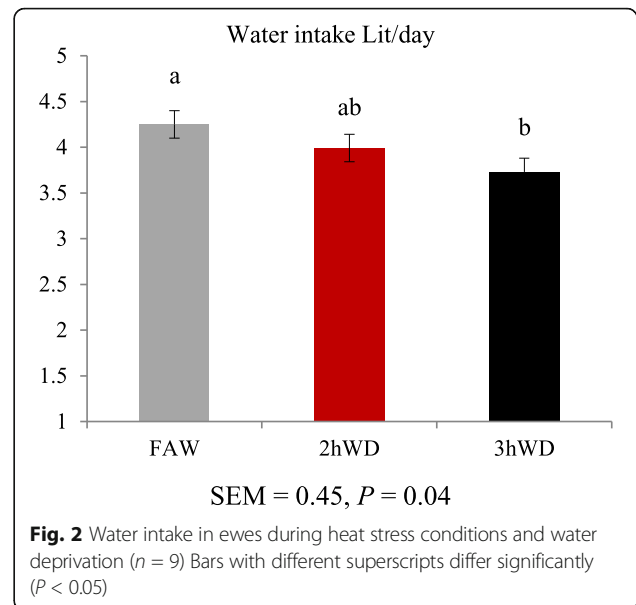 Water intake Lit/day
5
4.5
4
3.5
3
2.5
2
1.5
1
a
ab
b
FAW 2hWD 3hWD
SEM = 0.45, P = 0.04
Fig. 2 Water intake in ewes during heat stress conditions and water
deprivation (n = 9) Bars with different superscripts differ significantly
(P < 0.05)